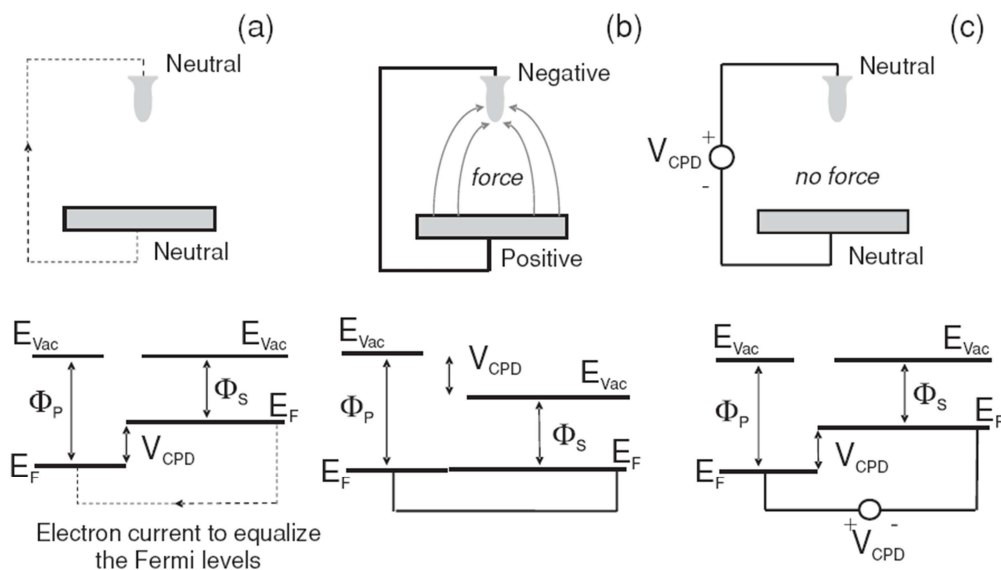 (a)
Neutral
Neutral
(b)
Negative
force
Positive
(c)
Neutral
+
V_CPD
-
no force
Neutral
E_Vac
E_Vac
Φ_P
Φ_S
E_F
V_CPD
E_F
Electron current to equalize
the Fermi levels
E_Vac
V_CPD
E_Vac
Φ_P
Φ_S
E_F
E_F
E_Vac
E_Vac
Φ_P
Φ_S
E_F
V_CPD
E_F
+ -
V_CPD